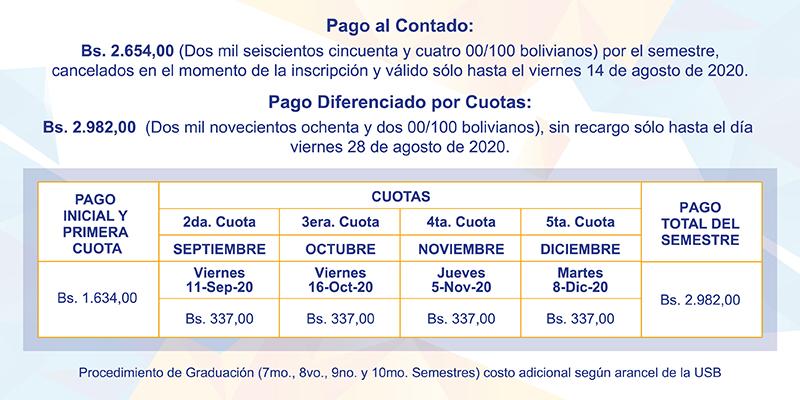 Pago al Contado:
Bs. 2.654,00 (Dos mil seiscientos cincuenta y cuatro 00/100 bolivianos) por el semestre,
cancelados en el momento de la inscripción y válido sólo hasta el viernes 14 de agosto de 2020.
Pago Diferenciado por Cuotas:
Bs. 2.982,00 (Dos mil novecientos ochenta y dos 00/100 bolivianos), sin recargo sólo hasta el día
viernes 28 de agosto de 2020.
PAGO
INICIAL Y
PRIMERA
CUOTA
CUOTAS
PAGO
TOTAL DEL
SEMESTRE
2da. Cuota 3era. Cuota 4ta. Cuota 5ta. Cuota
SEPTIEMBRE OCTUBRE NOVIEMBRE DICIEMBRE
Bs. 1.634,00
Viernes Viernes Jueves Martes
11-Sep-20 16-Oct-20 5-Nov-20 8-Dic-20
Bs. 337,00 Bs. 337,00 Bs. 337,00 Bs. 337,00
Bs. 2.982,00
Procedimiento de Graduación (7mo., 8vo., 9no. y 10mo. Semestres) costo adicional según arancel de la USB